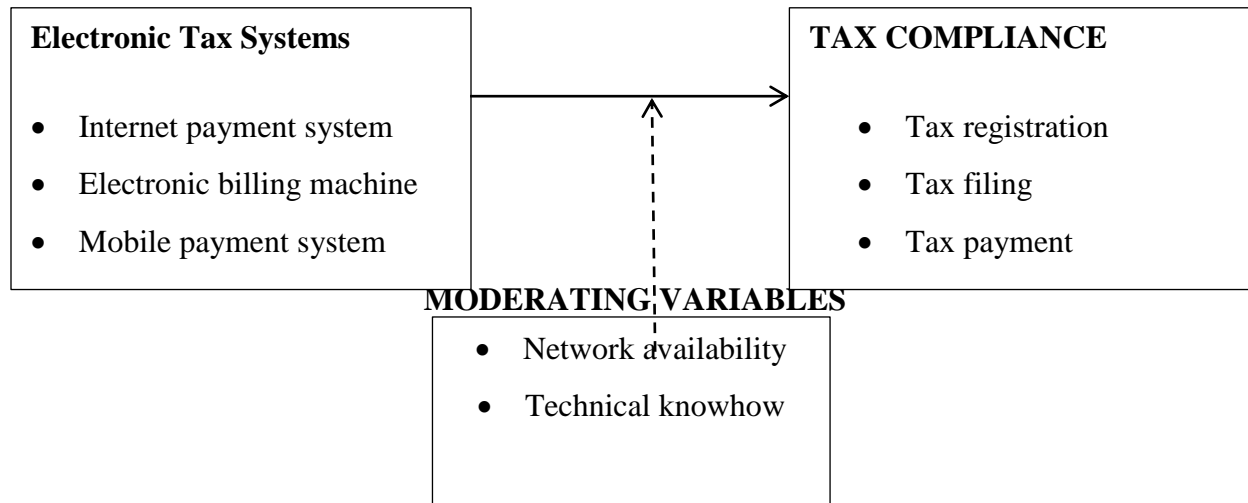 Electronic Tax Systems
• Internet payment system
• Electronic billing machine
• Mobile payment system
TAX COMPLIANCE
• Tax registration
• Tax filing
• Tax payment
MODERATING VARIABLES
• Network availability
• Technical knowhow